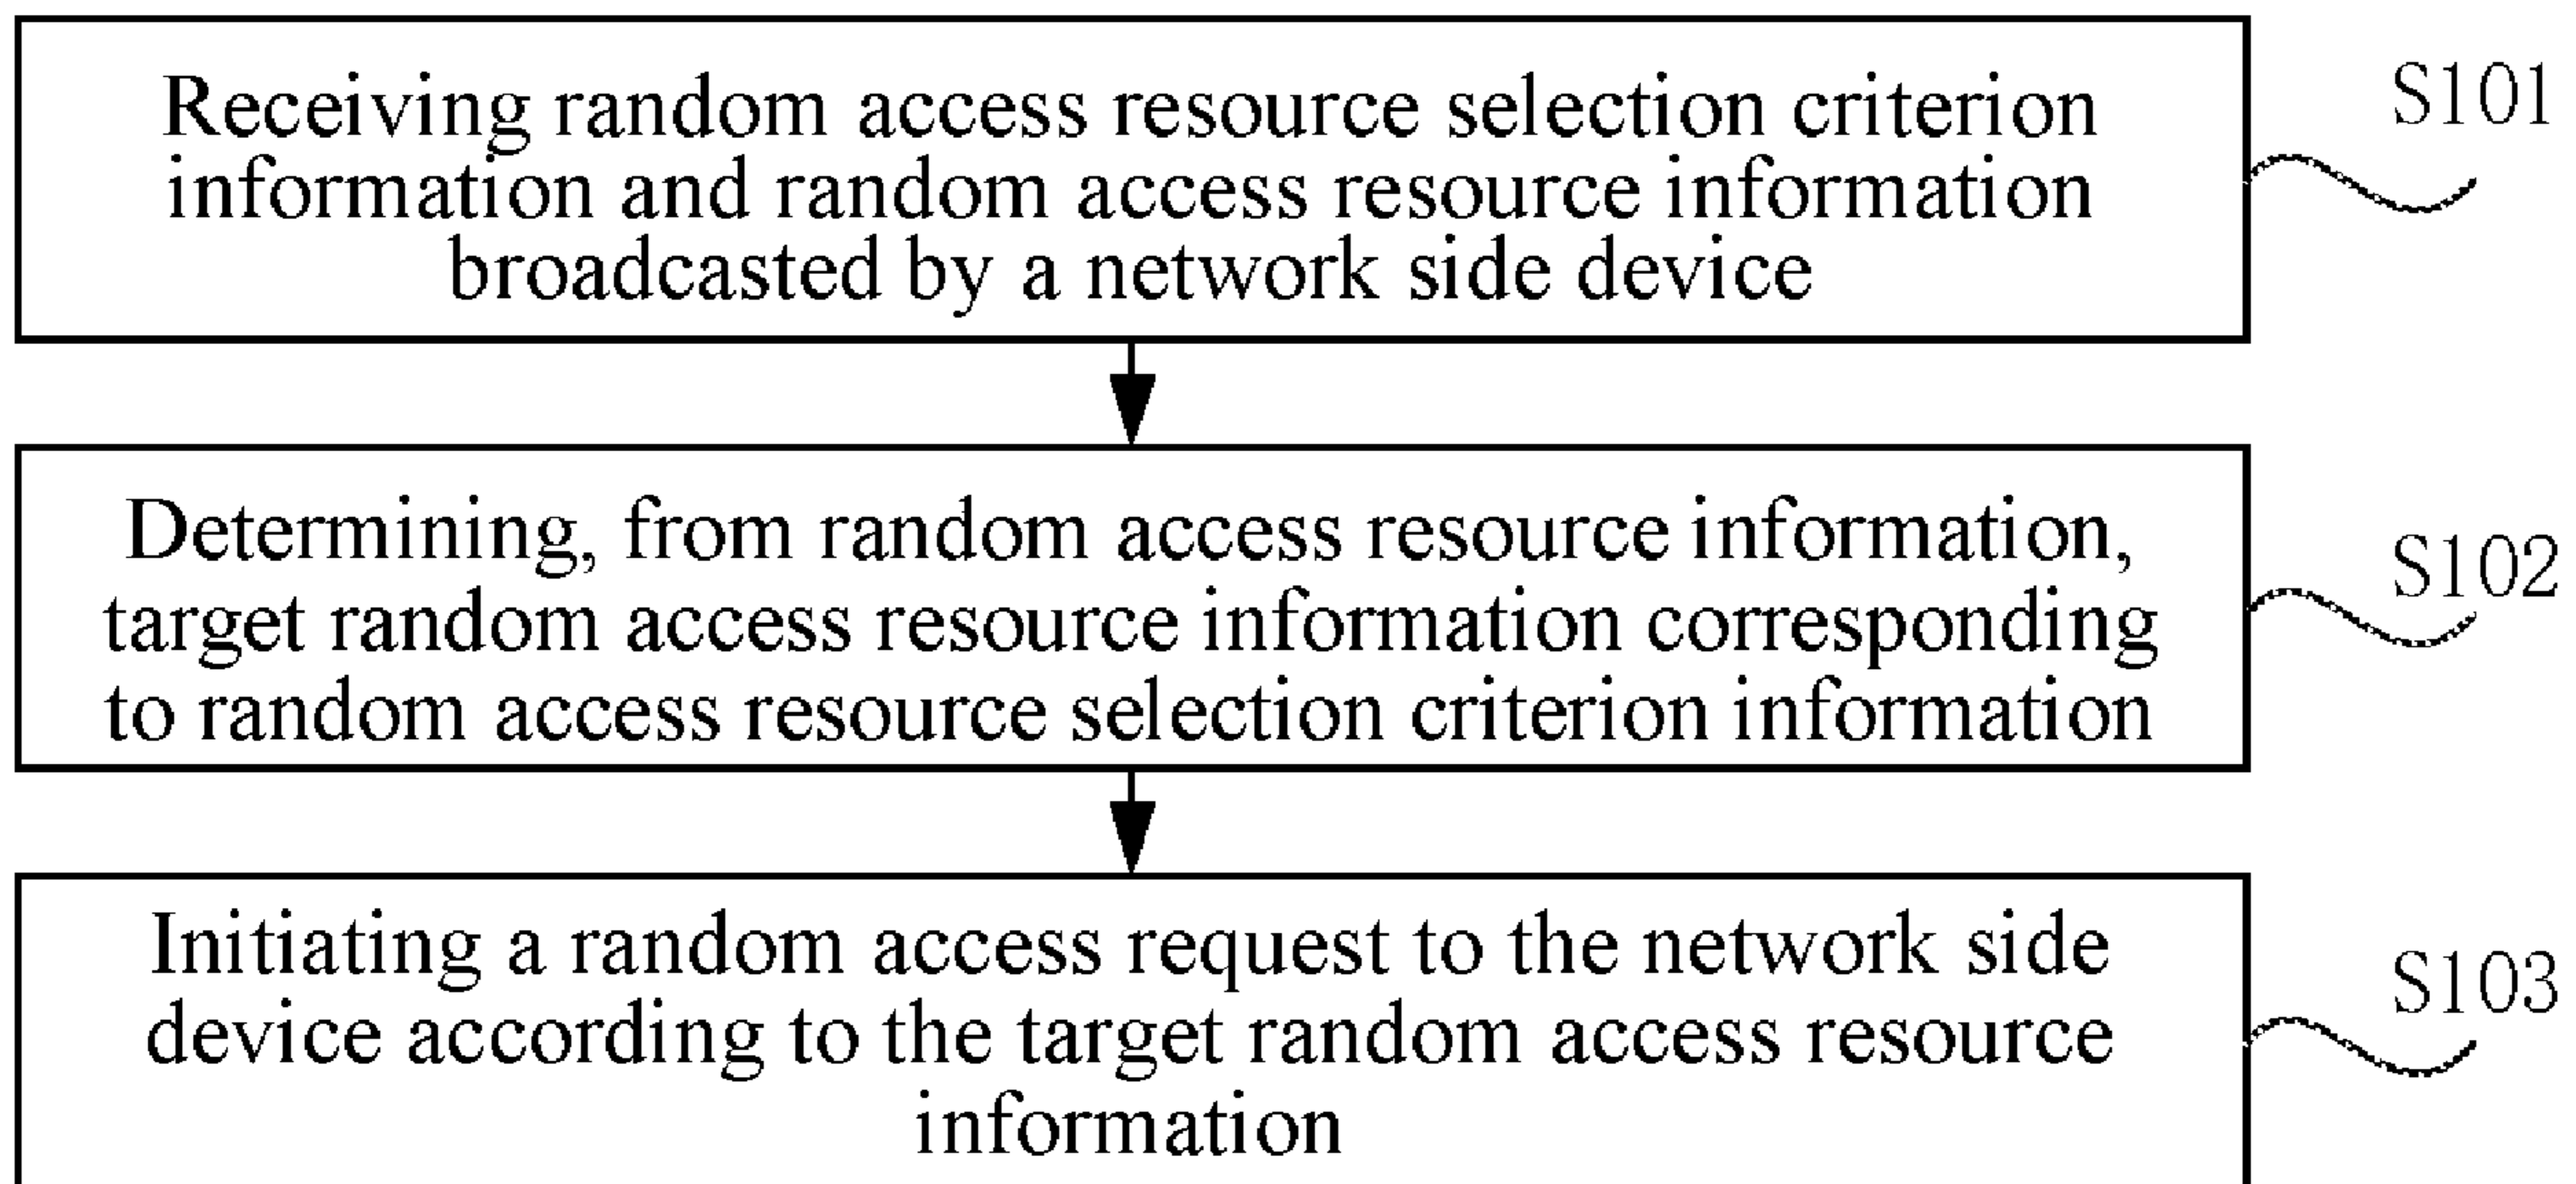 Receiving random access resource selection criterion
information and random access resource information
broadcasted by a network side device
S101
Determining, from random access resource information,
target random access resource information corresponding
to random access resource selection criterion information
S102
Initiating a random access request to the network side
device according to the target random access resource
information
S103